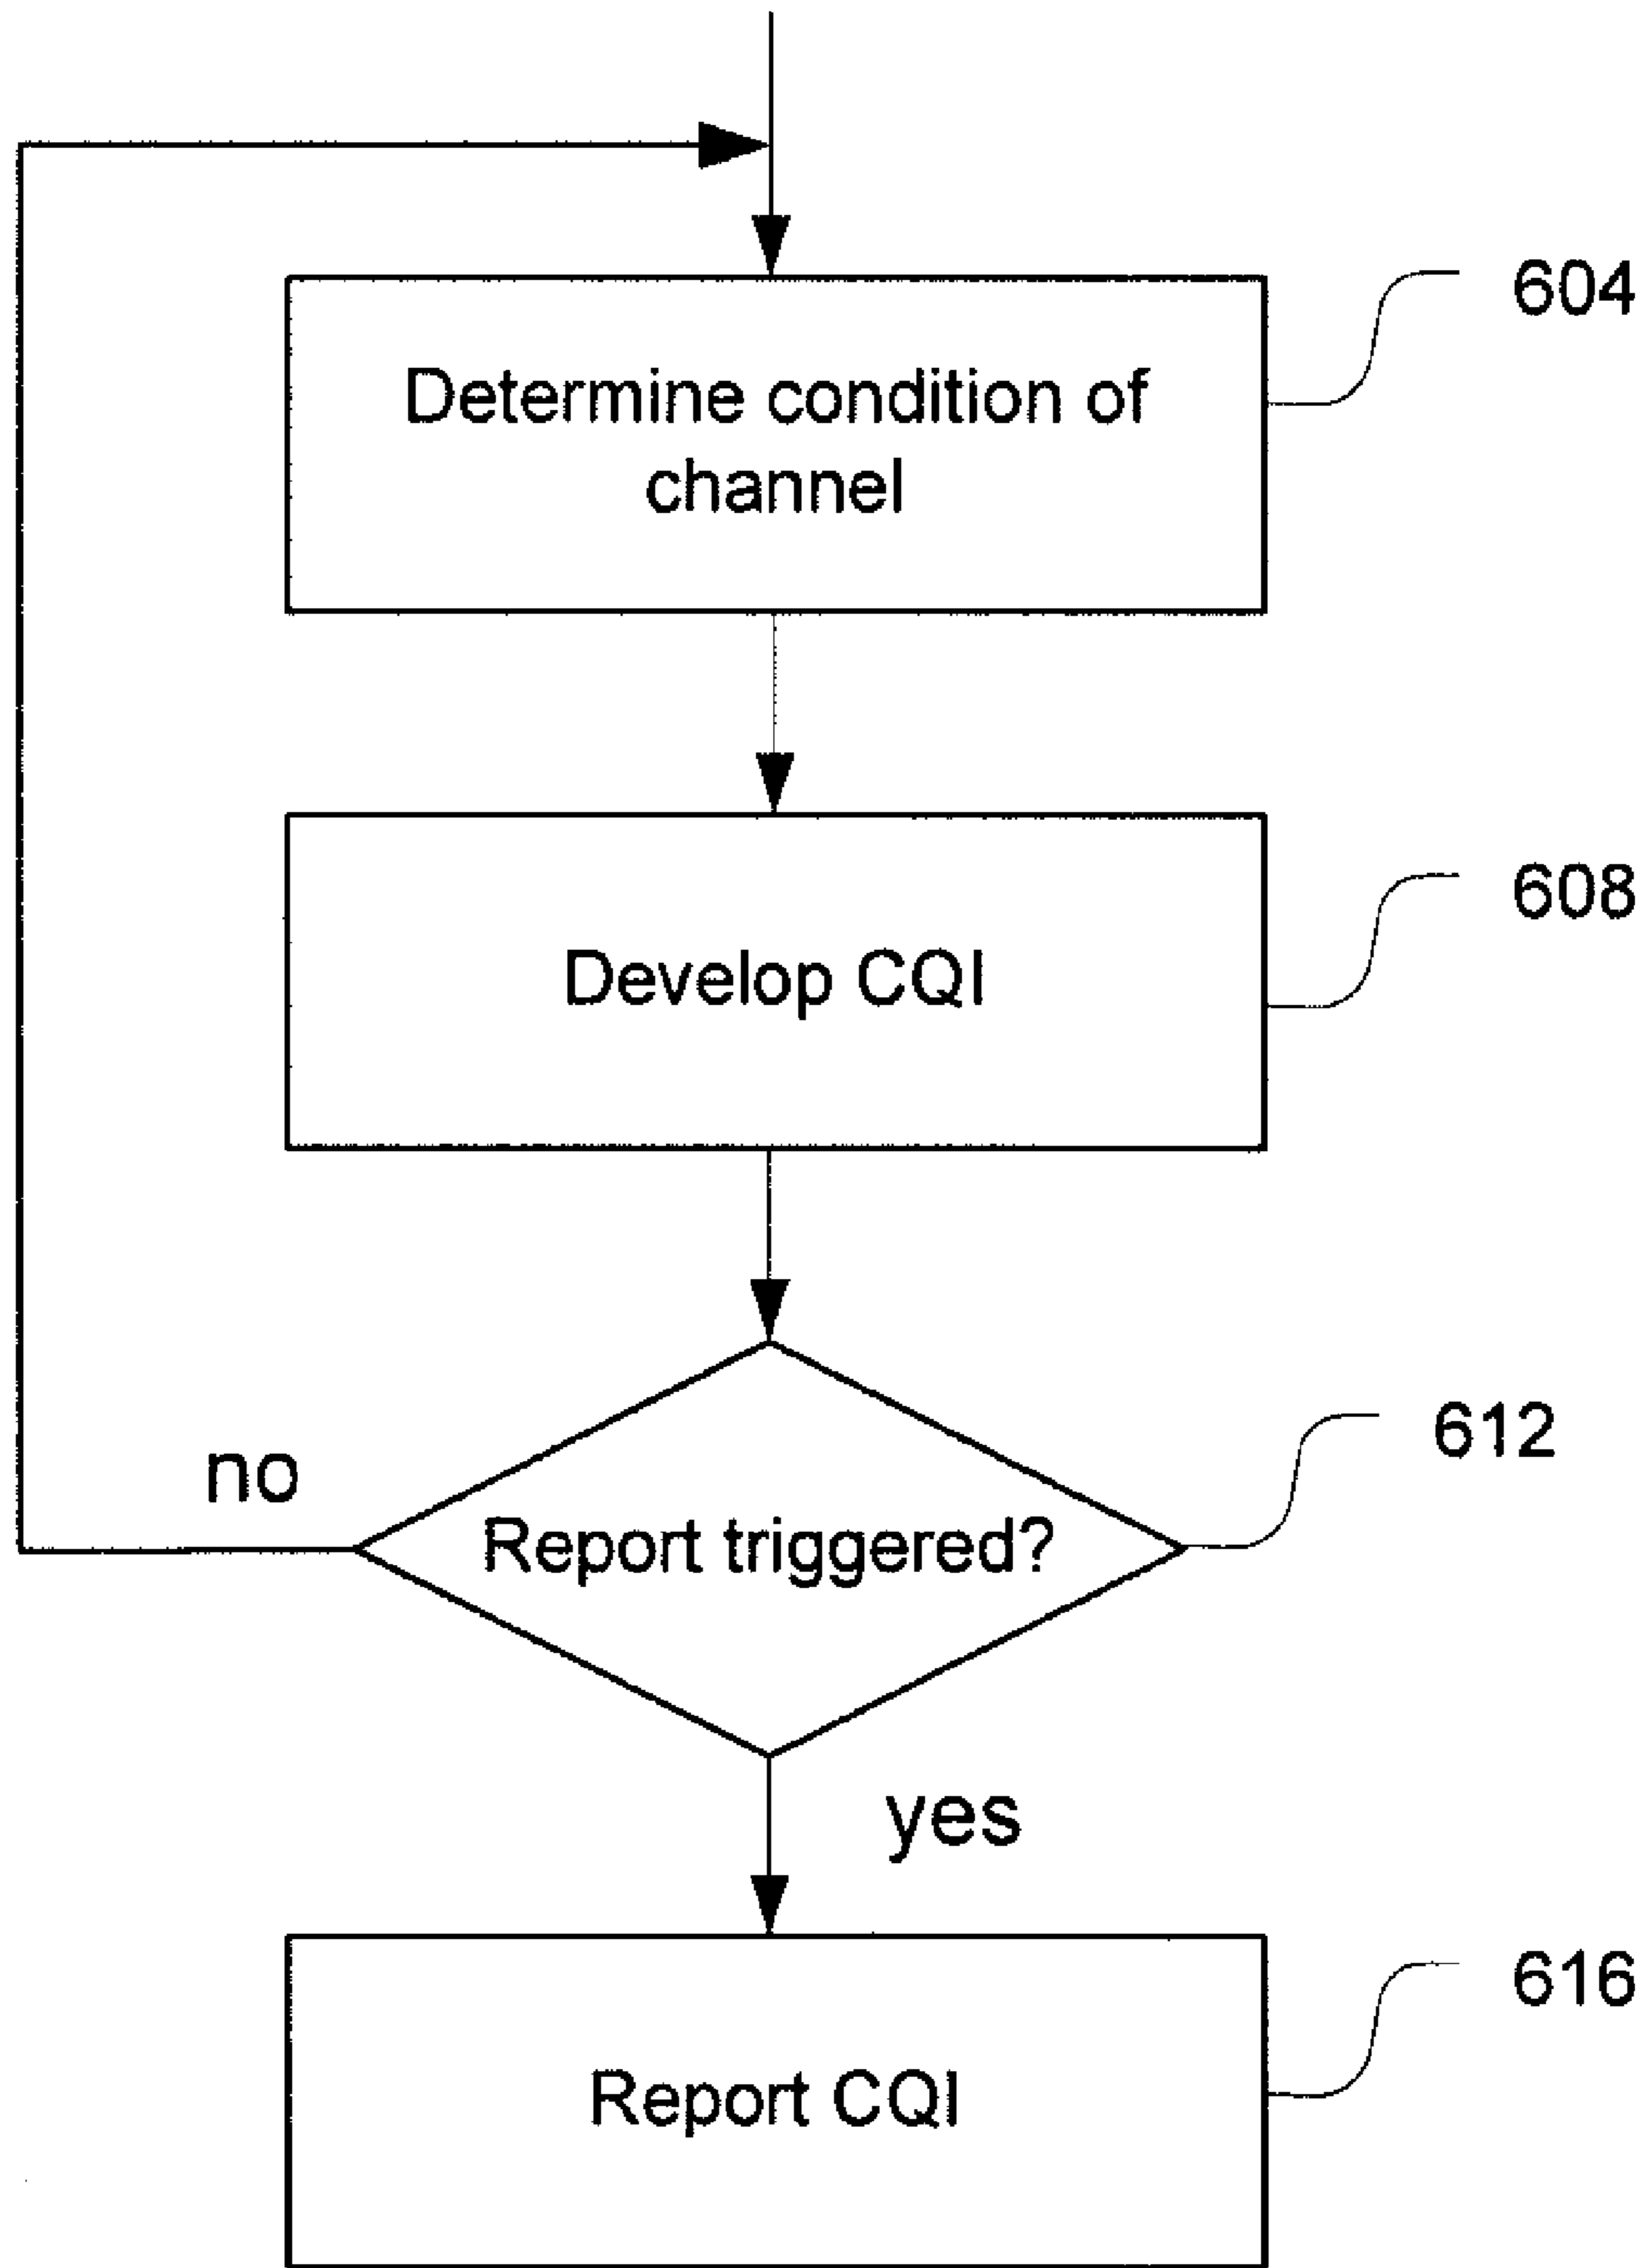 604
Determine condition of
channel
608
Develop CQI
612
no
Report triggered?
yes
616
Report CQI